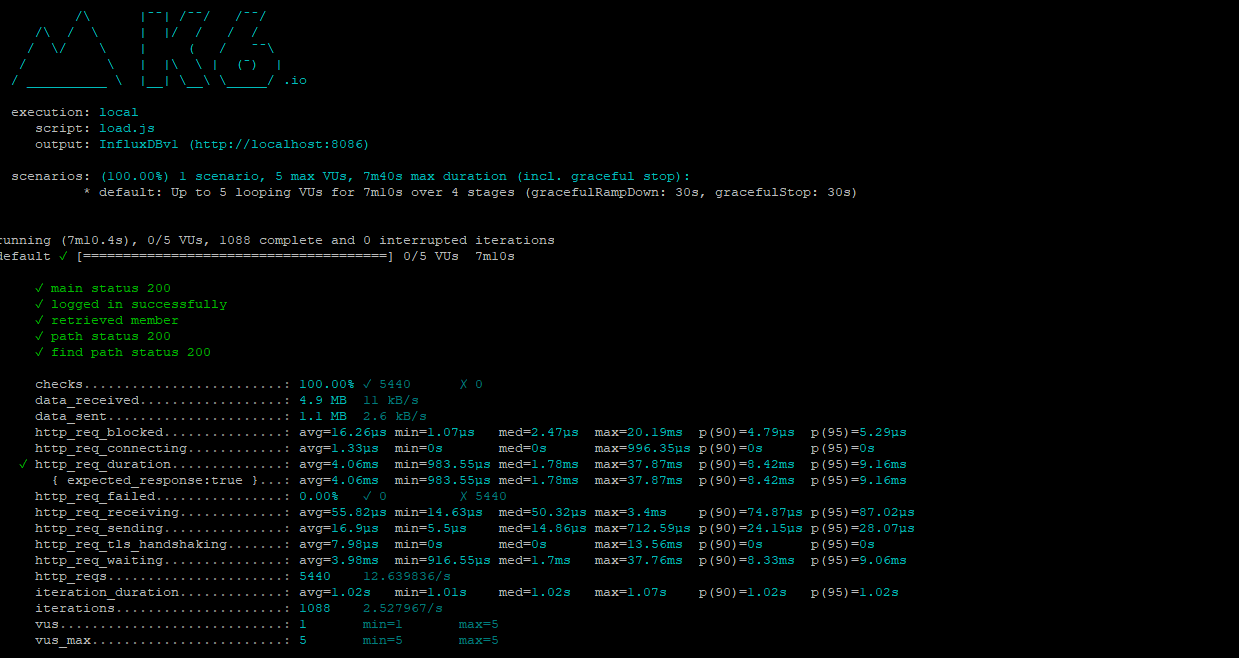 /\      |‾‾| /‾‾/   /‾‾/
/\  /  \     |  |/  /   /  /
/  \/    \    |     (   /   ‾‾\
/          \   |  |\  \ |  (‾)  |
/ __________ \  |__| \__\ \_____/ .io
execution: local
script: load.js
output: InfluxDBv1 (http://localhost:8086)
scenarios: (100.00%) 1 scenario, 5 max VUs, 7m40s max duration (incl. graceful stop):
* default: Up to 5 looping VUs for 7m10s over 4 stages (gracefulRampDown: 30s, gracefulStop: 30s)
running (7m10.4s), 0/5 VUs, 1088 complete and 0 interrupted iterations
default ✓ [======================================] 0/5 VUs  7m10s
✓ main status 200
✓ logged in successfully
✓ retrieved member
✓ path status 200
✓ find path status 200
checks.........................: 100.00% ✓ 5440      ✗ 0
data_received..................: 4.9 MB  11 kB/s
data_sent......................: 1.1 MB  2.6 kB/s
http_req_blocked...............: avg=16.26µs min=1.07µs   med=2.47µs  max=20.19ms  p(90)=4.79µs  p(95)=5.29µs
http_req_connecting............: avg=1.33µs  min=0s       med=0s      max=996.35µs p(90)=0s      p(95)=0s
✓ http_req_duration..............: avg=4.06ms  min=983.55µs med=1.78ms  max=37.87ms  p(90)=8.42ms  p(95)=9.16ms
{ expected_response:true }...: avg=4.06ms  min=983.55µs med=1.78ms  max=37.87ms  p(90)=8.42ms  p(95)=9.16ms
http_req_failed................: 0.00%   ✓ 0         ✗ 5440
http_req_receiving.............: avg=55.82µs min=14.63µs  med=50.32µs max=3.4ms    p(90)=74.87µs p(95)=87.02µs
http_req_sending...............: avg=16.9µs  min=5.5µs    med=14.86µs max=712.59µs p(90)=24.15µs p(95)=28.07µs
http_req_tls_handshaking.......: avg=7.98µs  min=0s       med=0s      max=13.56ms  p(90)=0s      p(95)=0s
http_req_waiting...............: avg=3.98ms  min=916.55µs med=1.7ms   max=37.76ms  p(90)=8.33ms  p(95)=9.06ms
http_reqs......................: 5440    12.639836/s
iteration_duration.............: avg=1.02s   min=1.01s    med=1.02s   max=1.07s    p(90)=1.02s   p(95)=1.02s
iterations.....................: 1088    2.527967/s
vus............................: 1       min=1       max=5
vus_max........................: 5       min=5       max=5